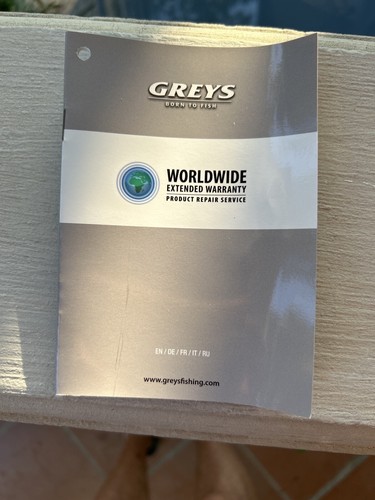 GREYS
BORN TO FISH
WORLDWIDE
EXTENDED WARRANTY
PRODUCT REPAIR SERVICE
EN / DE / FR / IT / RU
www.greysfishing.com